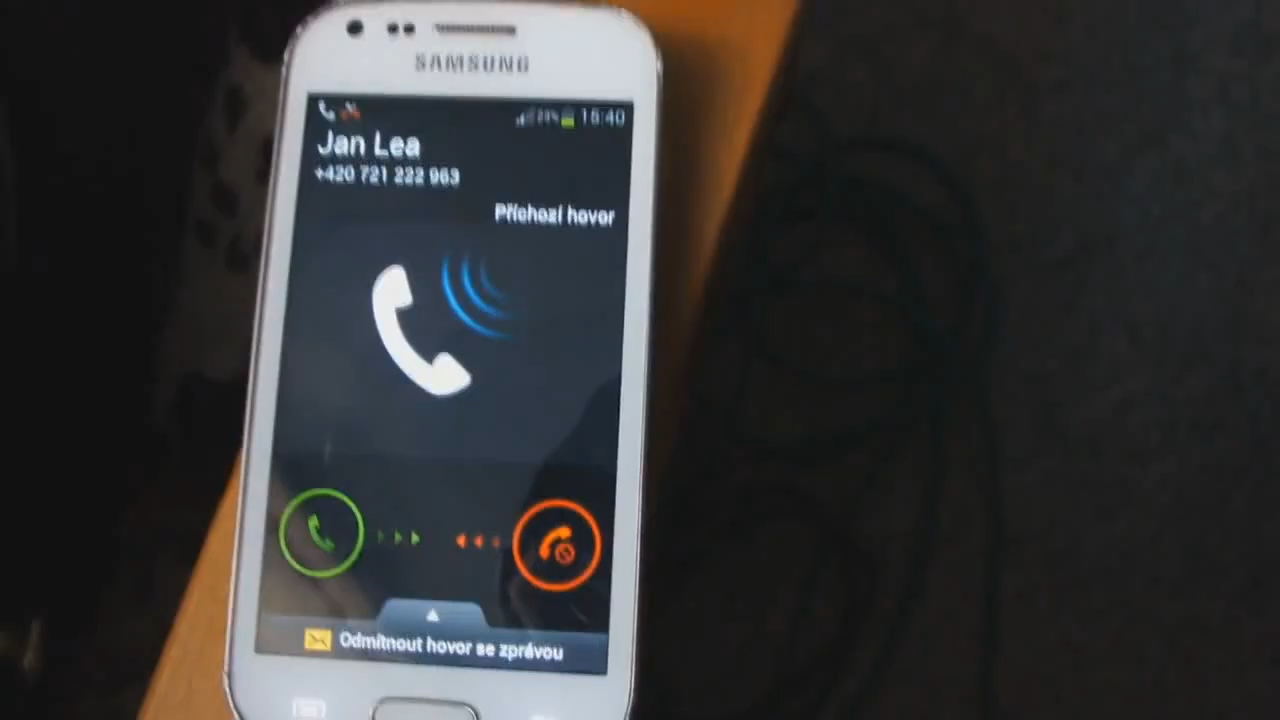 SAMSUNG
15:40
Jan Lea
+420 721 222 963
Příchozí hovor
Odmítnout hovor se zprávou